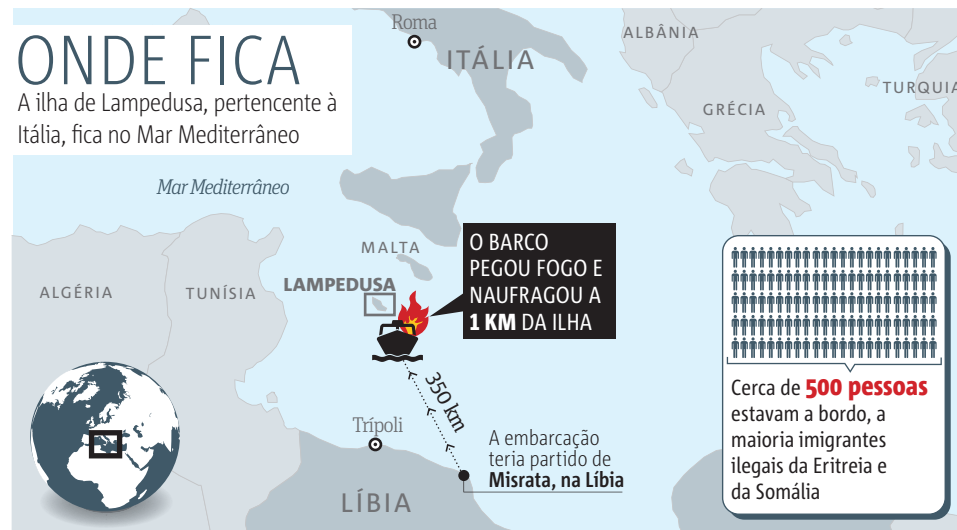 ONDE FICA
A ilha de Lampedusa, pertencente à
Itália, fica no Mar Mediterrâneo
Roma
ITÁLIA
ALBÂNIA
GRÉCIA
TURQUIA
Mar Mediterrâneo
MALTA
LAMPEDUSA
ALGÉRIA
TUNÍSIA
O BARCO
PEGOU FOGO E
NAUFRAGOU A
1 KM DA ILHA
350 km
Trípoli
A embarcação
teria partido de
Misrata, na Líbia
LÍBIA
Cerca de 500 pessoas
estavam a bordo, a
maioria imigrantes
ilegais da Eritreia e
da Somália